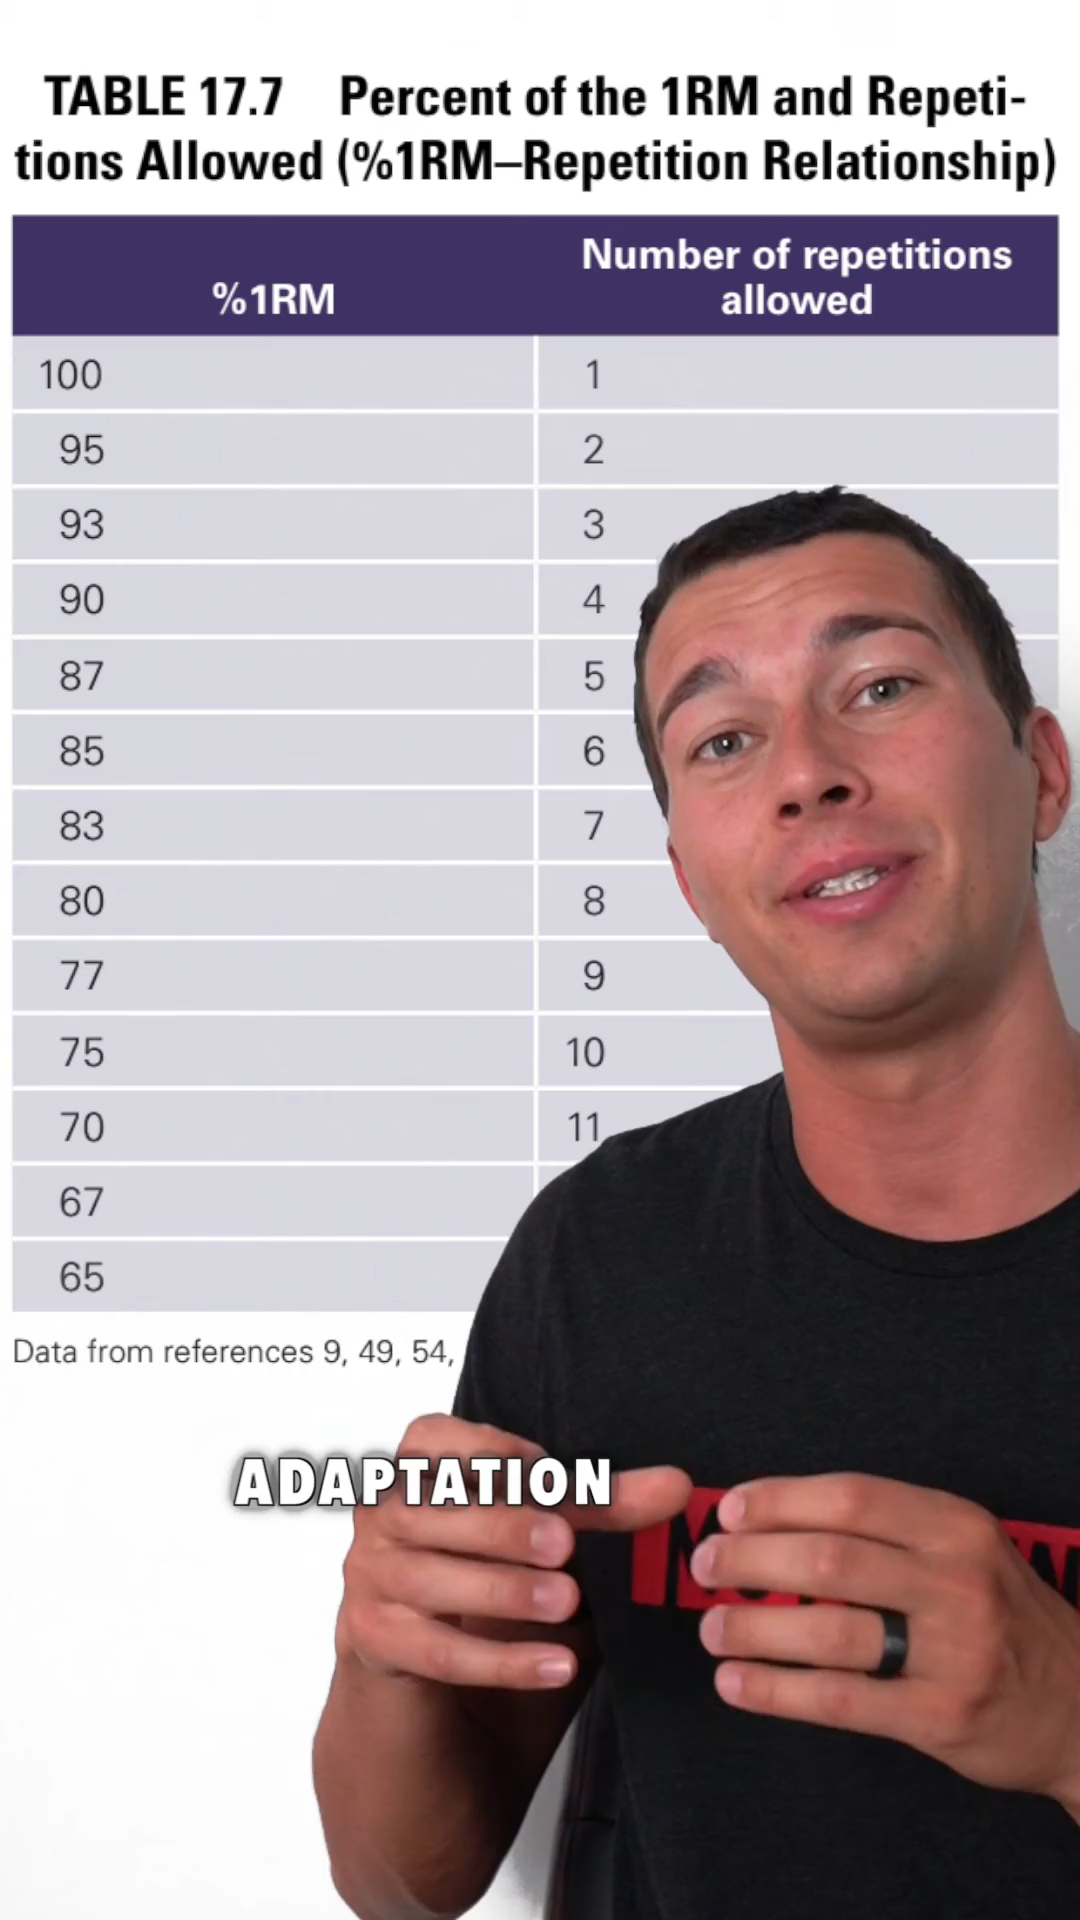 TABLE 17.7 Percent of the 1RM and Repeti-
tions Allowed (%1RM–Repetition Relationship)
%1RM
Number of repetitions
allowed
100 1
95 2
93 3
90 4
87 5
85 6
83 7
80 8
77 9
75 10
70 11
67
65
Data from references 9, 49, 54,
ADAPTATION